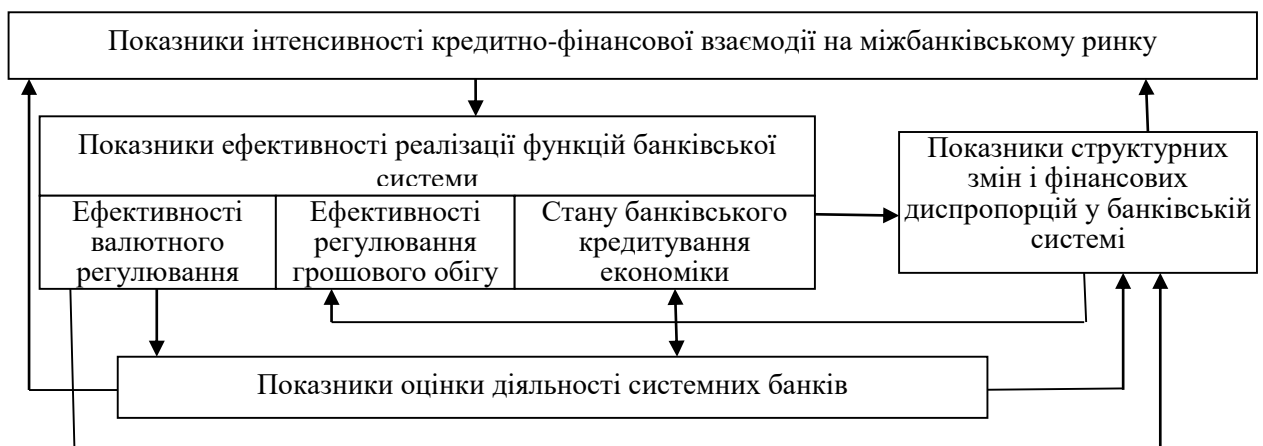 Показники інтенсивності кредитно-фінансової взаємодії на міжбанківському ринку
Показники ефективності реалізації функцій банківської
системи
Ефективності
валютного
регулювання
Ефективності
регулювання
грошового обігу
Стану банківського
кредитування
економіки
Показники структурних
змін і фінансових
диспропорцій у банківській
системі
Показники оцінки діяльності системних банків